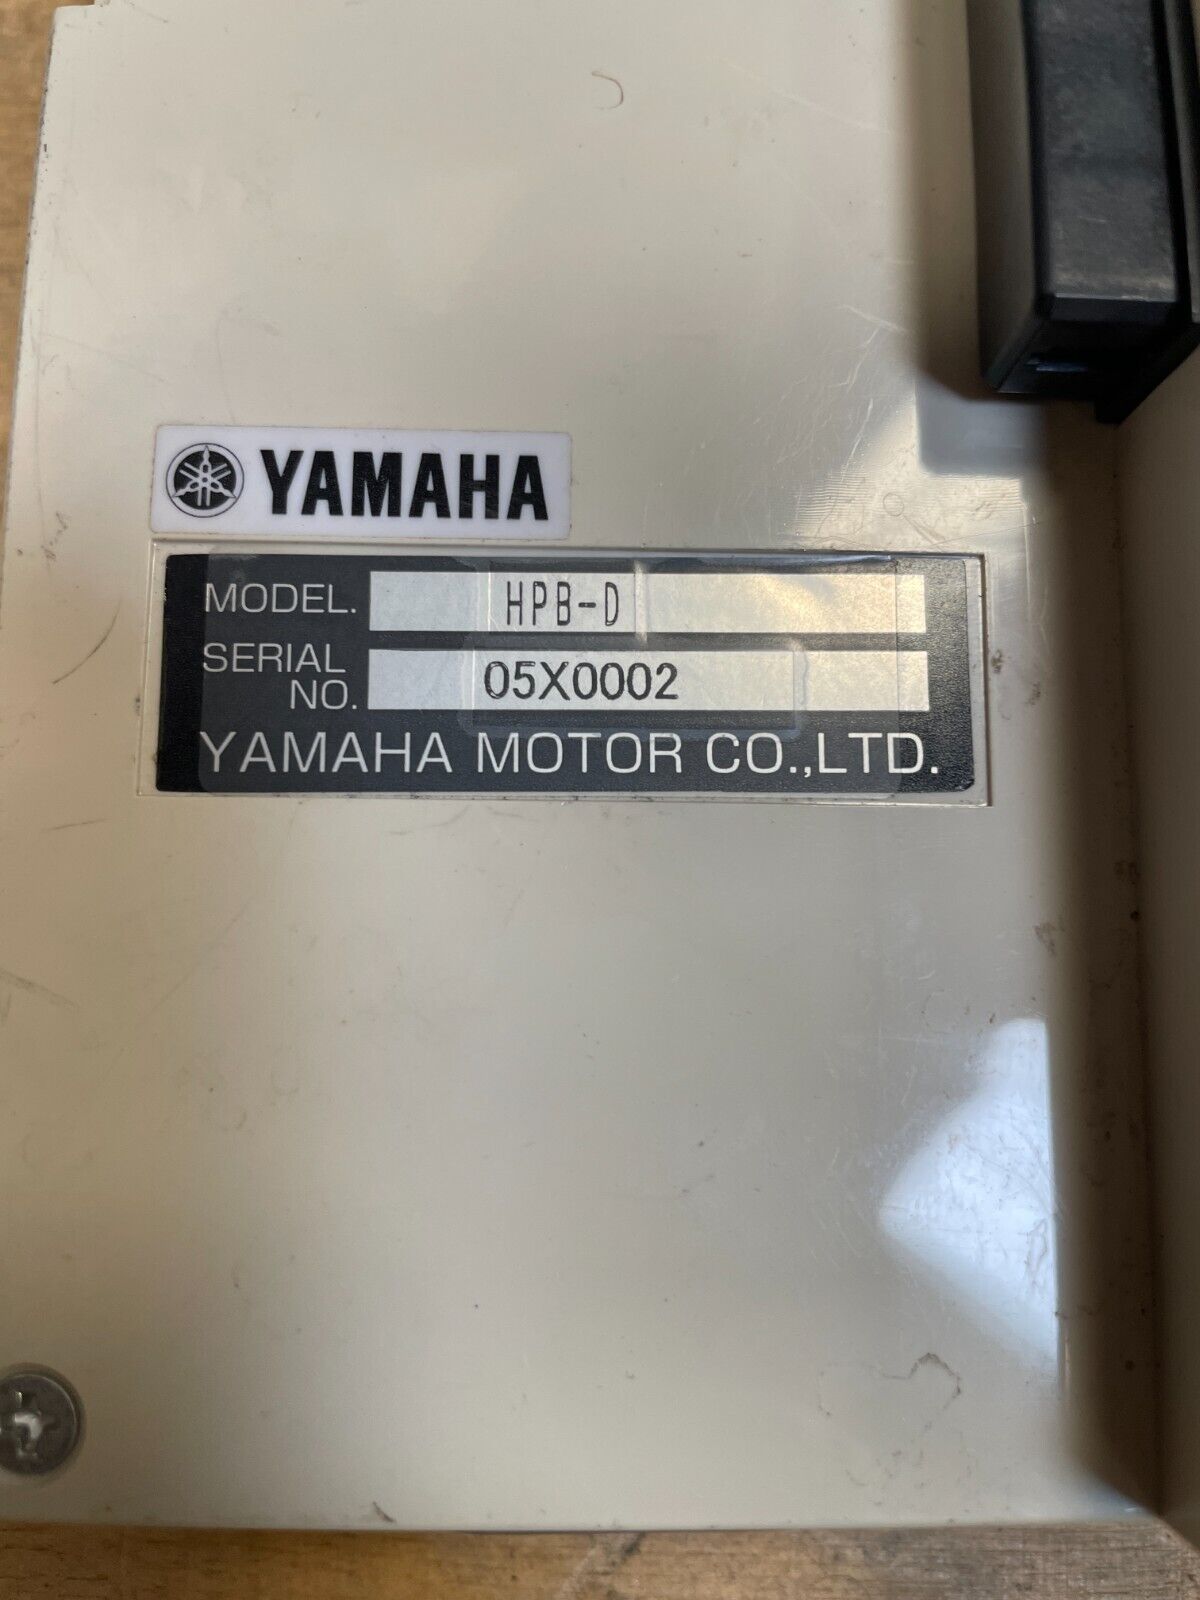 YAMAHA
MODEL. HPB-D
SERIAL NO. 05X0002
YAMAHA MOTOR CO.,LTD.